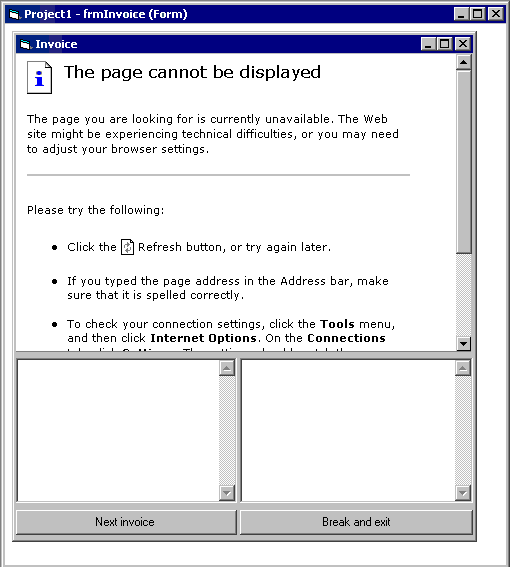 Project1 - frmInvoice (Form)
Invoice
The page cannot be displayed
The page you are looking for is currently unavailable. The Web
site might be experiencing technical difficulties, or you may need
to adjust your browser settings.
Please try the following:
• Click the Refresh button, or try again later.
• If you typed the page address in the Address bar, make
sure that it is spelled correctly.
• To check your connection settings, click the Tools menu,
and then click Internet Options. On the Connections
Next invoice
Break and exit